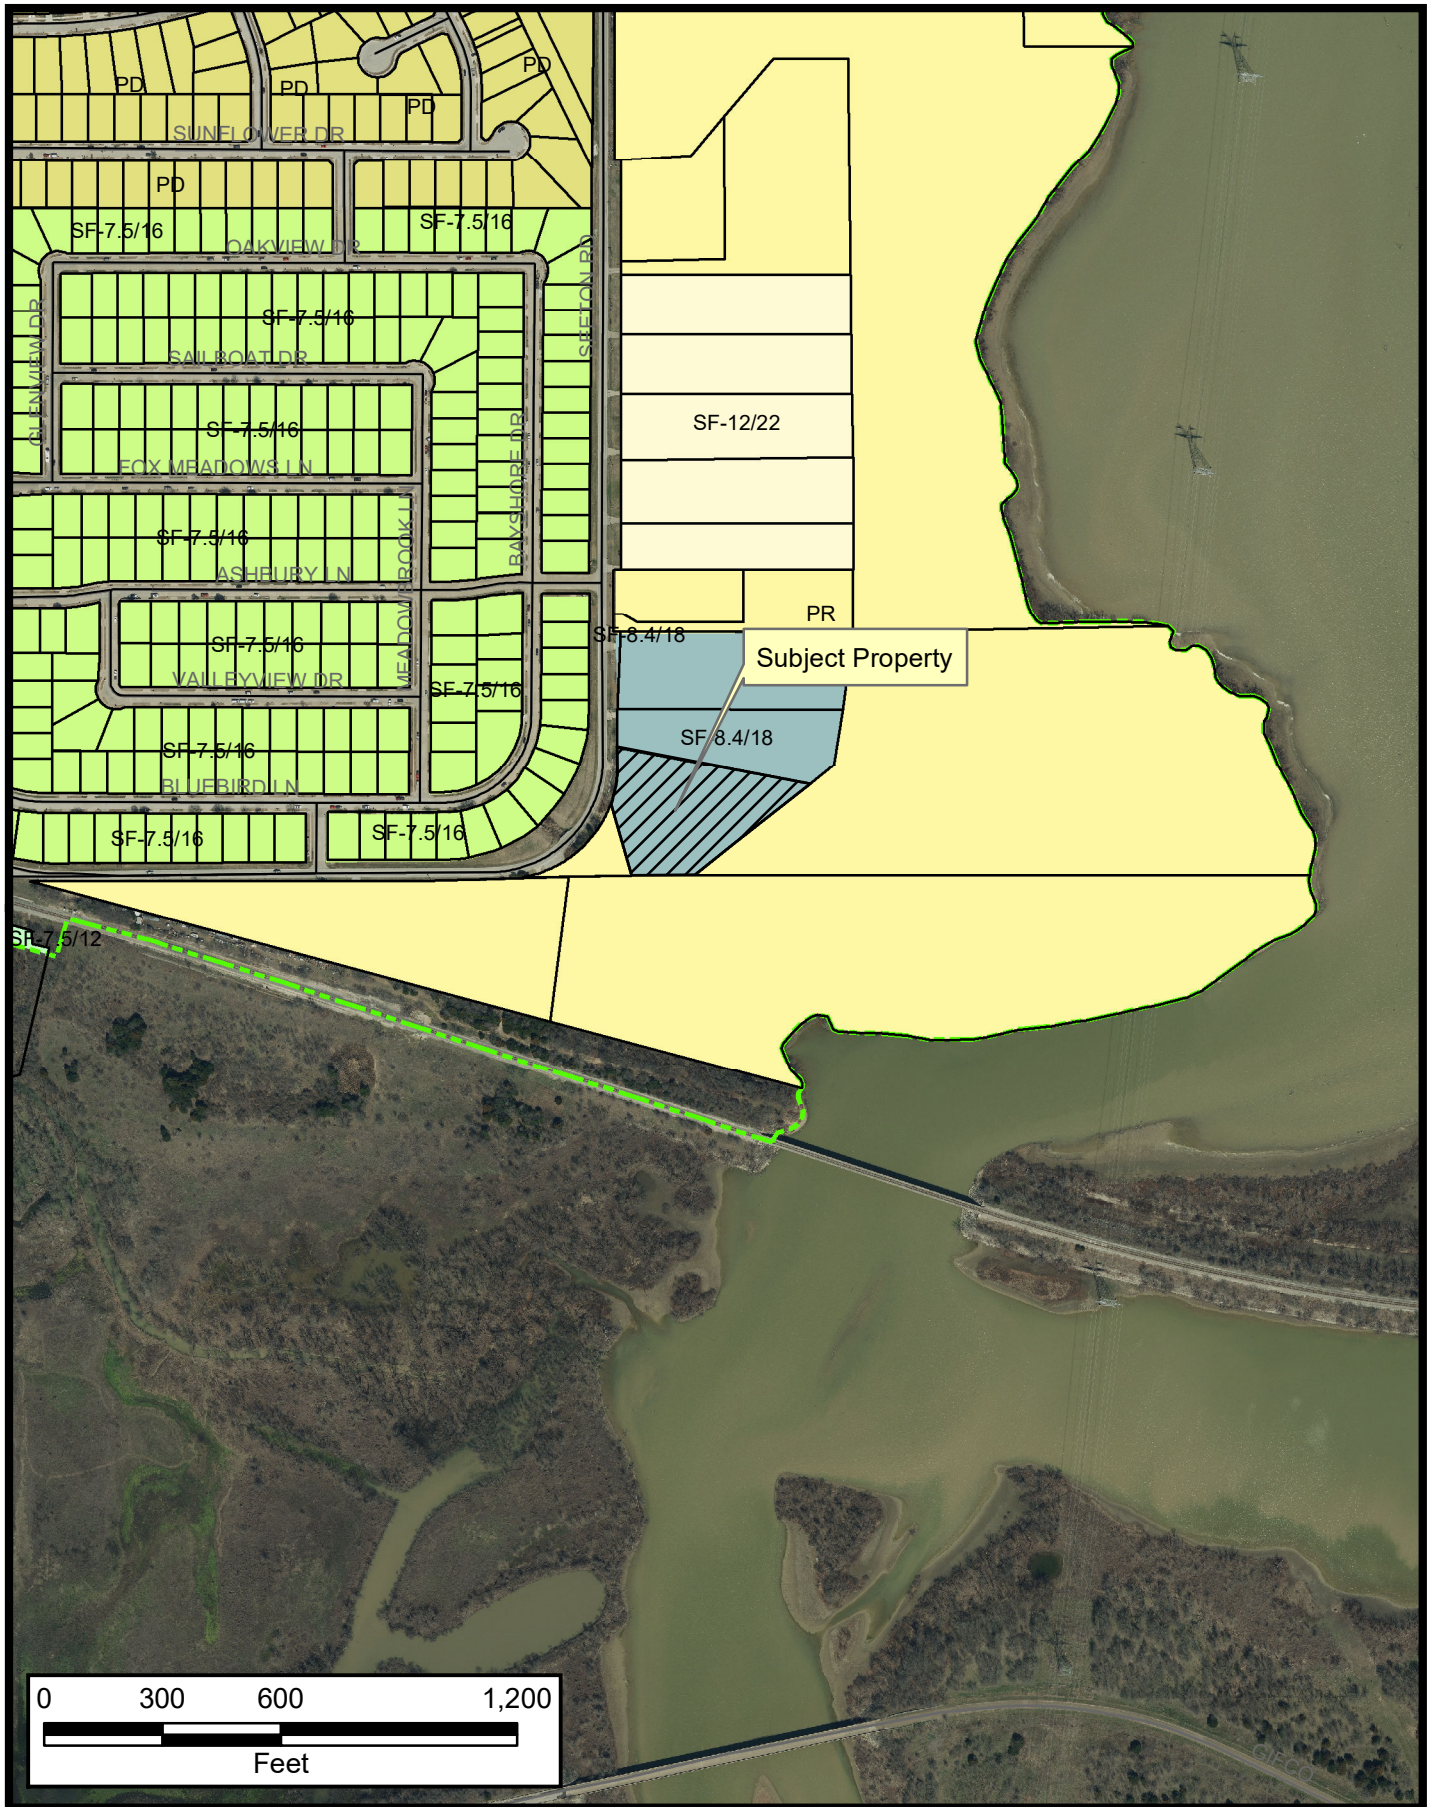 PD
PD
PD
PD
SUNFLOWER DR
PD
SF-7.5/16
SF-7.5/16
OAKVIEW DR
SEETON RD
GLENVIEW DR
SF-7.5/16
SAILBOAT DR
SF-7.5/16
SF-12/22
BAYSHORE DR
FOX MEADOWS LN
MEADOWBROOK LN
SF-7.5/16
ASHBURY LN
PR
SF-8.4/18
SF-7.5/16
Subject Property
VALLEYVIEW DR
SF-7.5/16
SF-8.4/18
SF-7.5/16
BLUEBIRD LN
SF-7.5/16
SF-7.5/16
SF-7.5/12
0 300 600 1,200
Feet